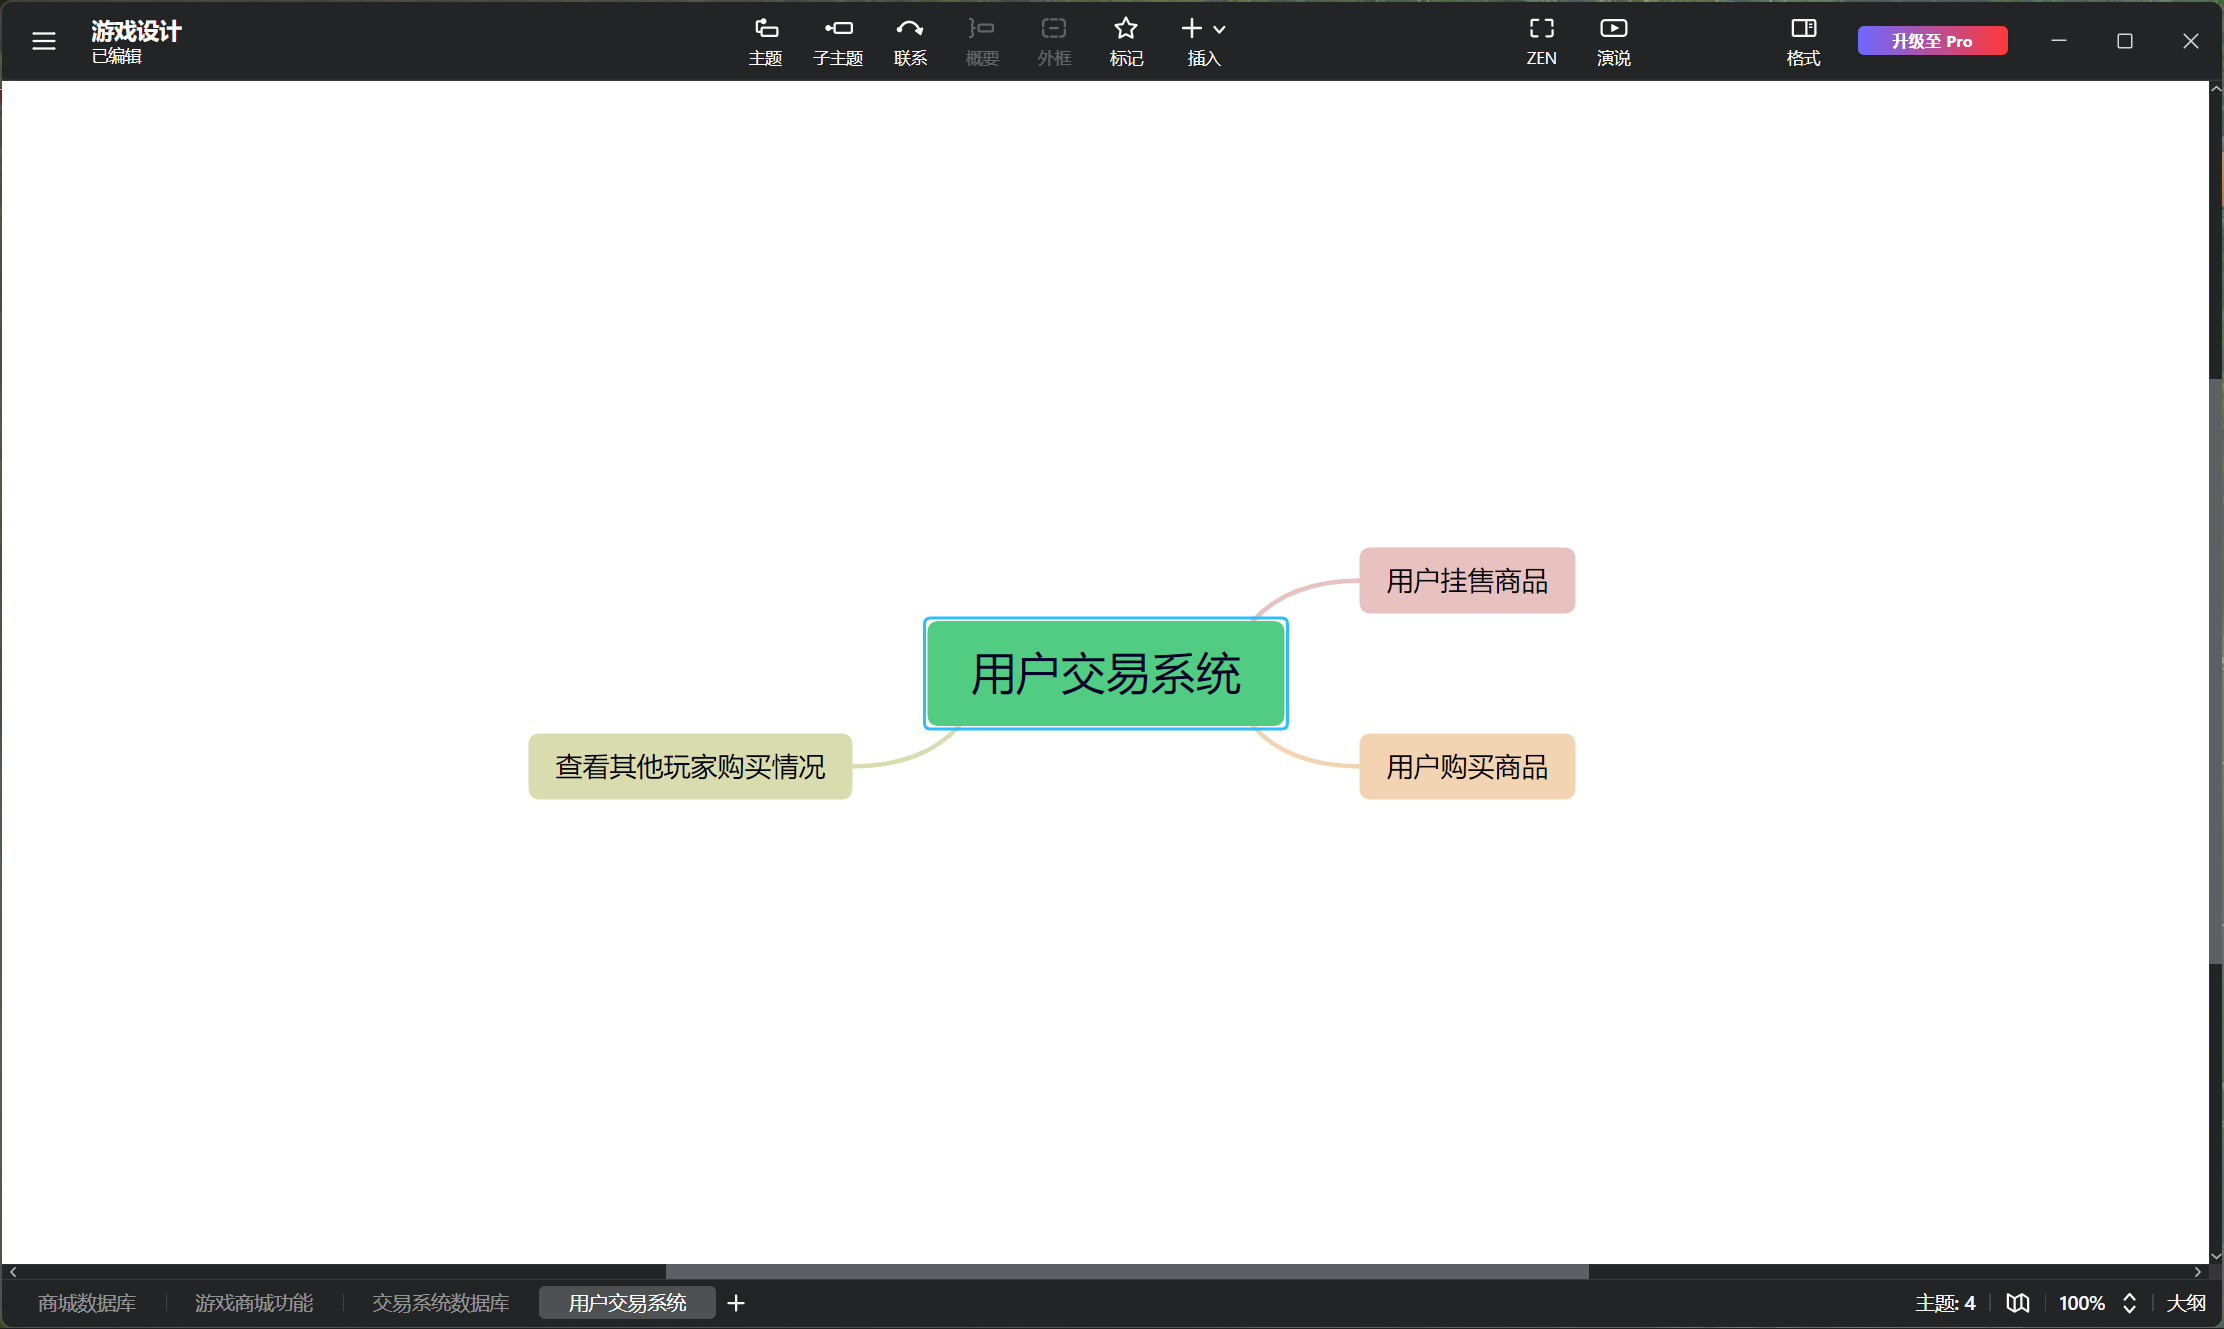 游戏设计
已编辑
主题
子主题
联系
概要
外框
标记
插入
ZEN
演说
格式
升级至 Pro
用户挂售商品
用户交易系统
查看其他玩家购买情况
用户购买商品
商城数据库
游戏商城功能
交易系统数据库
用户交易系统
主题: 4
100%
大纲